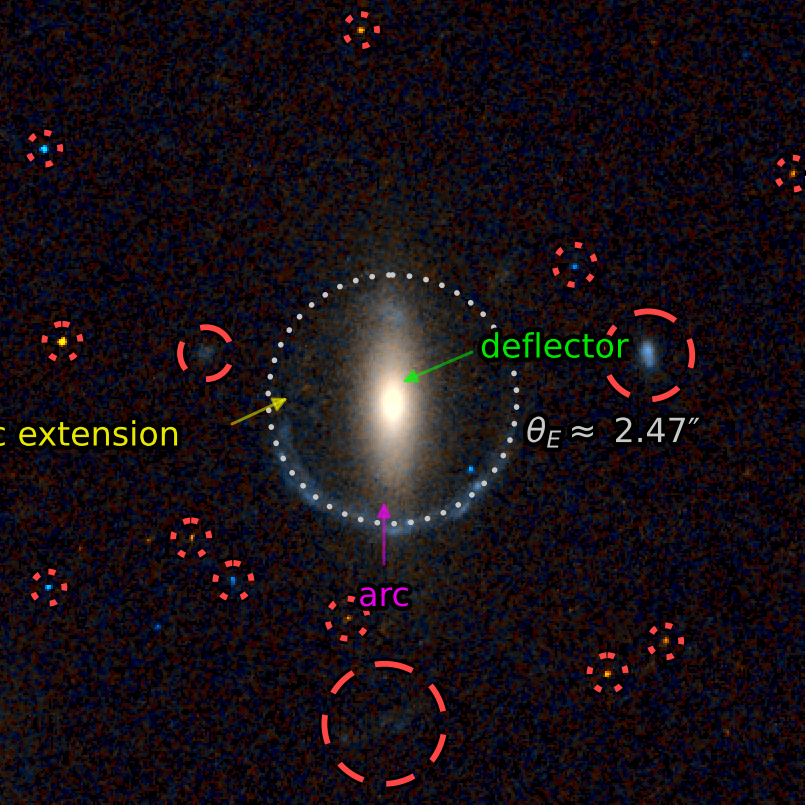 deflector
c extension
θ_E ≈ 2.47″
arc